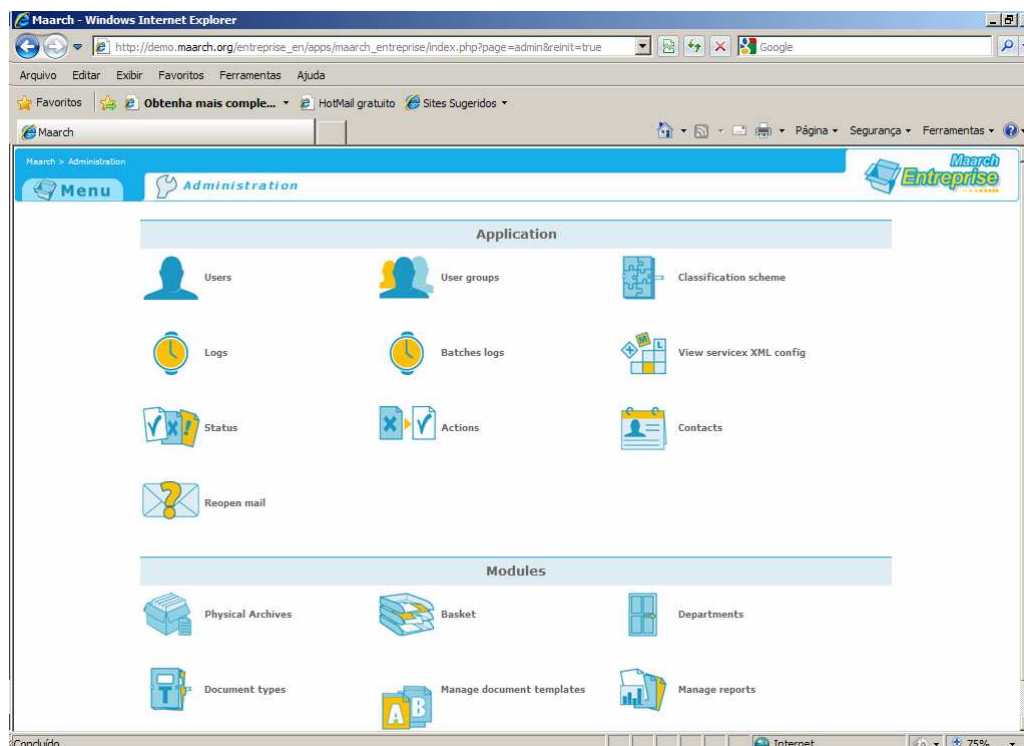 Maarch - Windows Internet Explorer
http://demo.maarch.org/entreprise_en/apps/maarch_entreprise/index.php?page=admin&reinit=true
Google
Arquivo Editar Exibir Favoritos Ferramentas Ajuda
Favoritos Obtenha mais comple... HotMail gratuito Sites Sugeridos
Maarch Página Segurança Ferramentas
Maarch > Administration
Menu Administration
Maarch
Entreprise
Application
Users User groups Classification scheme
Logs Batches logs View servicex XML config
M L
Status Actions Contacts
Reopen mail
Modules
Physical Archives Basket Departments
Document types Manage document templates Manage reports
T
A B
Concluído Internet 75%